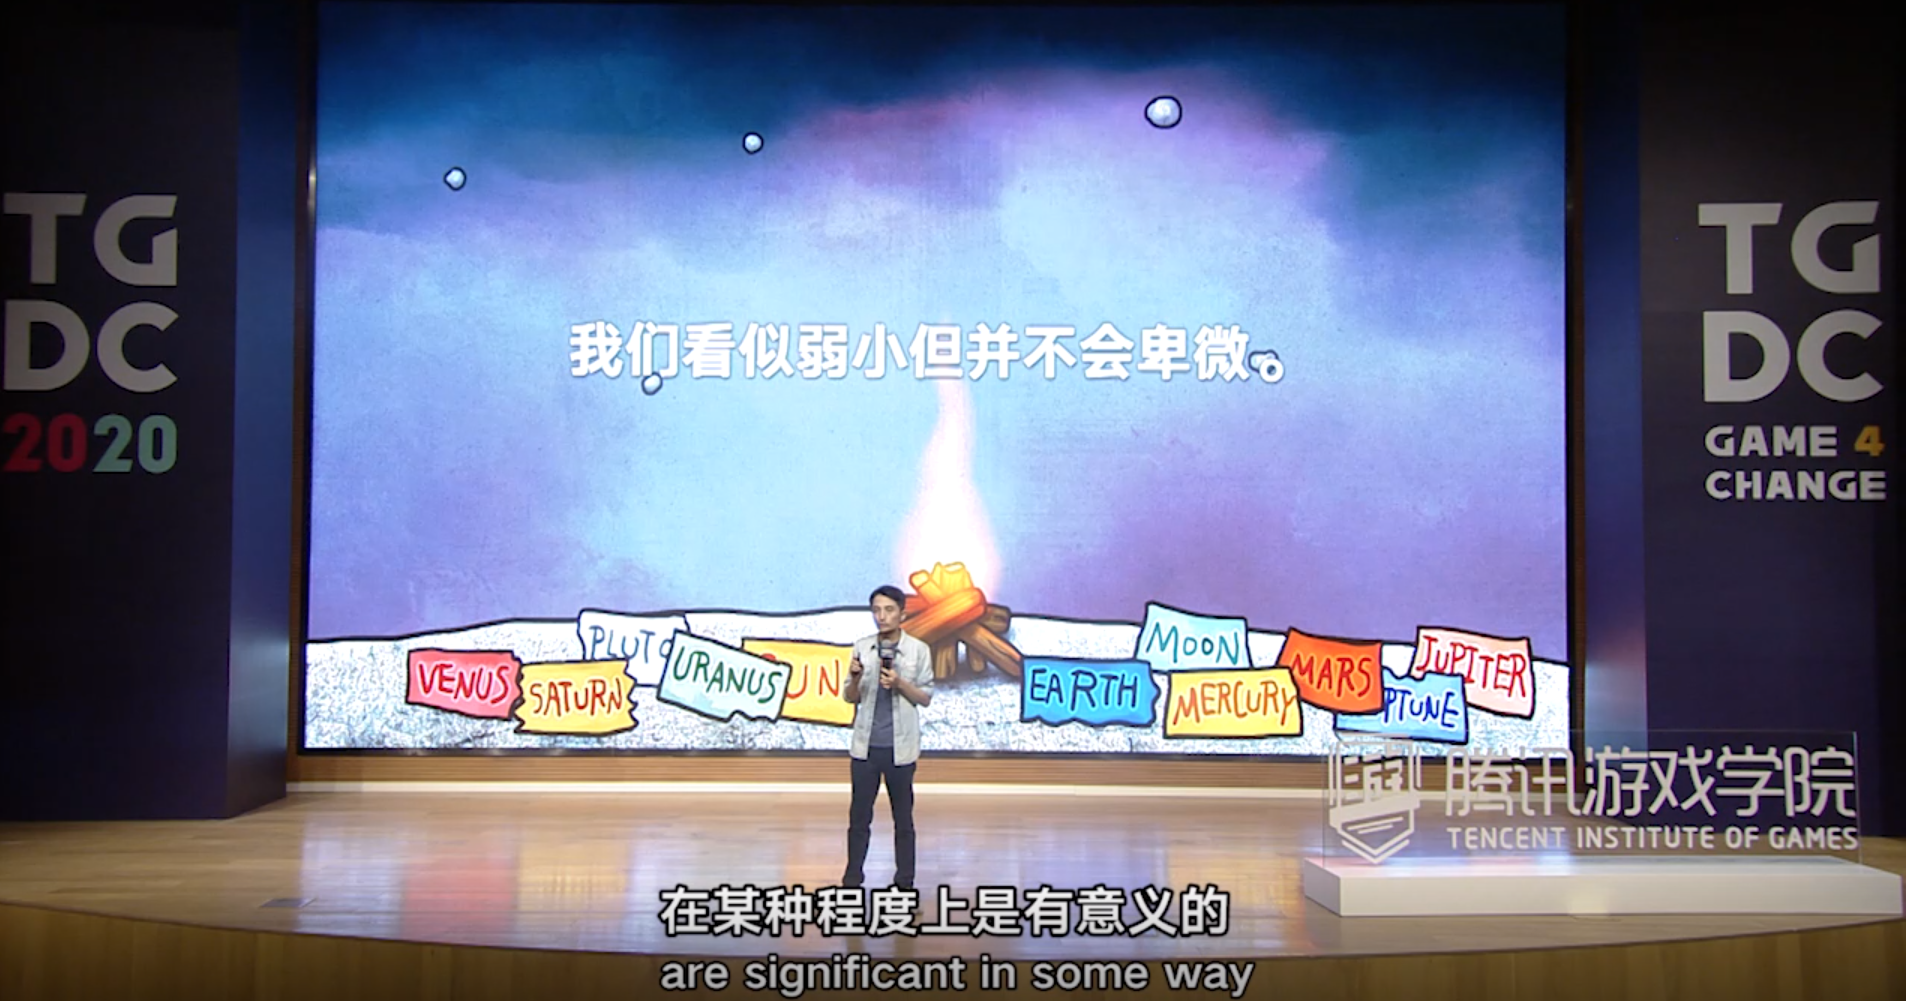 TG
DC
2020
我们看似弱小但并不会卑微。
TG
DC
GAME 4
CHANGE
PLUTO
VENUS
SATURN
URANUS
UN
EARTH
MOON
MERCURY
MARS
PTUNE
JUPITER
腾讯游戏学院
TENCENT INSTITUTE OF GAMES
在某种程度上是有意义的
are significant in some way